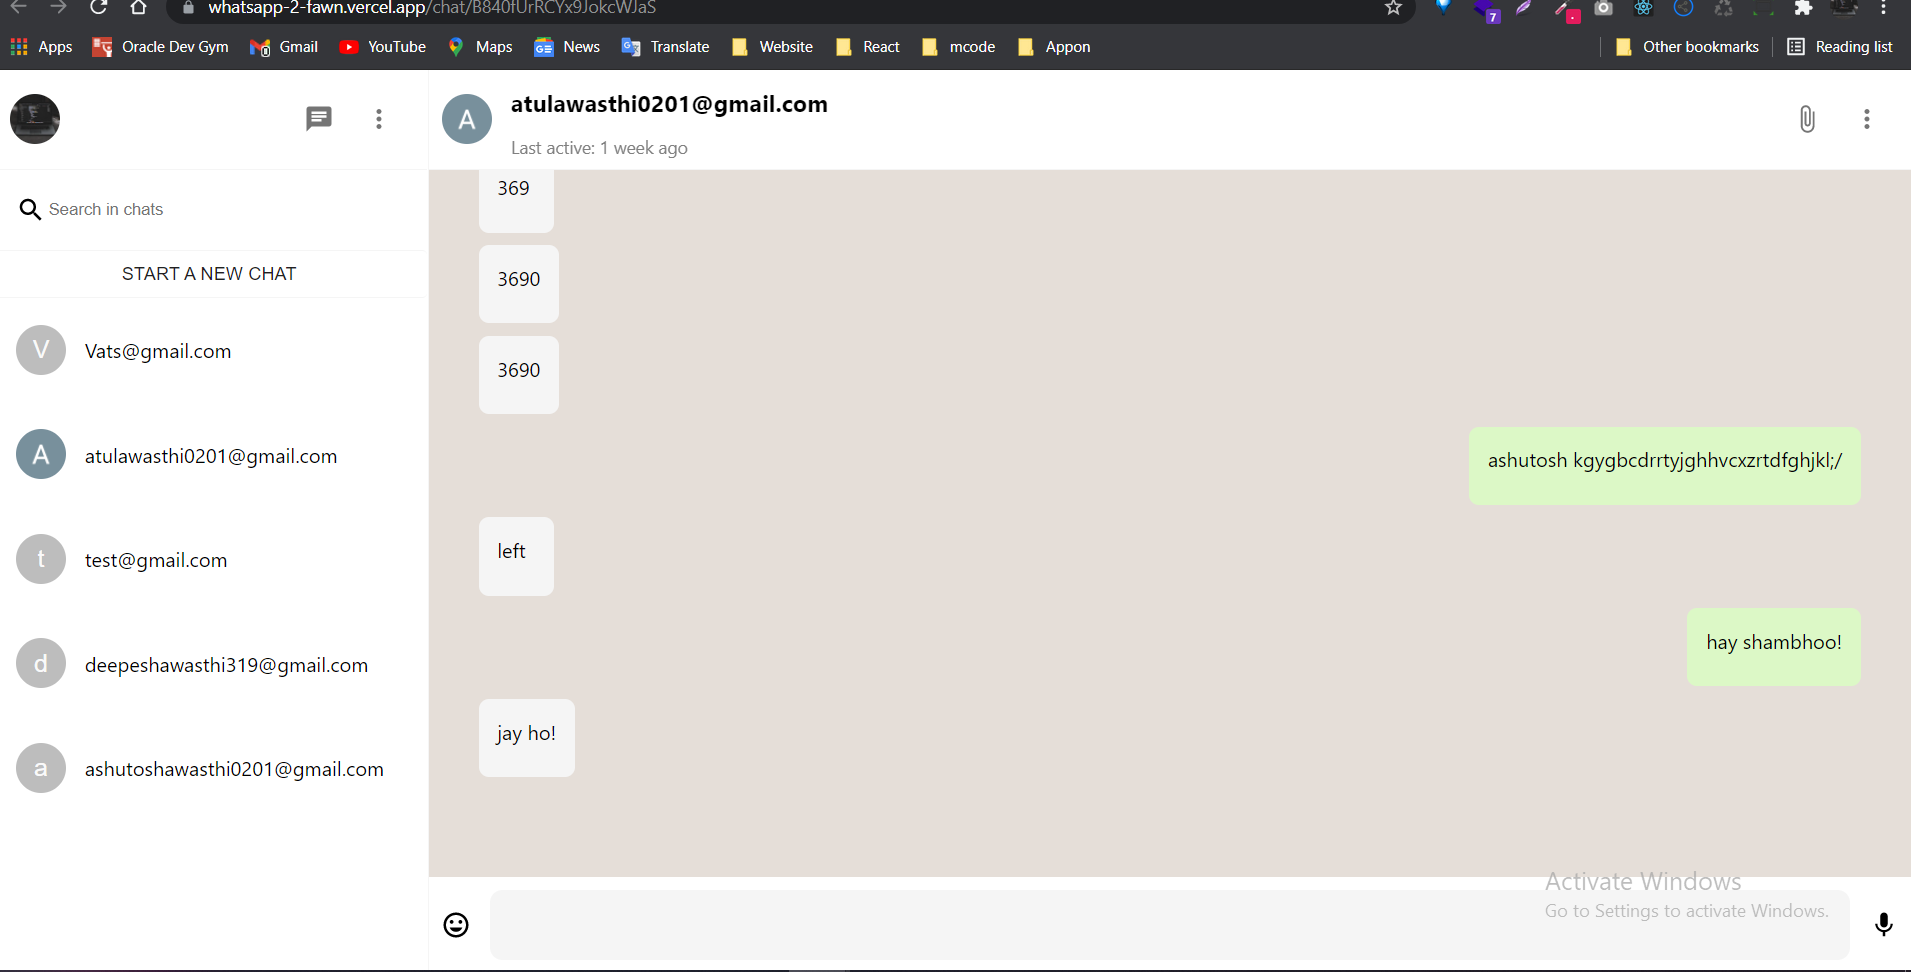 whatsapp-2-fawn.vercel.app/chat/B840fUrRCYx9JokcWJaS
7
Apps Oracle Dev Gym Gmail YouTube Maps News Translate Website React mcode Appon Other bookmarks Reading list
Search in chats
START A NEW CHAT
V Vats@gmail.com
A atulawasthi0201@gmail.com
t test@gmail.com
d deepeshawasthi319@gmail.com
a ashutoshawasthi0201@gmail.com
A atulawasthi0201@gmail.com
Last active: 1 week ago
369
3690
3690
ashutosh kgygbcdrrtyjghhvcxzrtdfghjkl;/
left
hay shambhoo!
jay ho!
Activate Windows
Go to Settings to activate Windows.